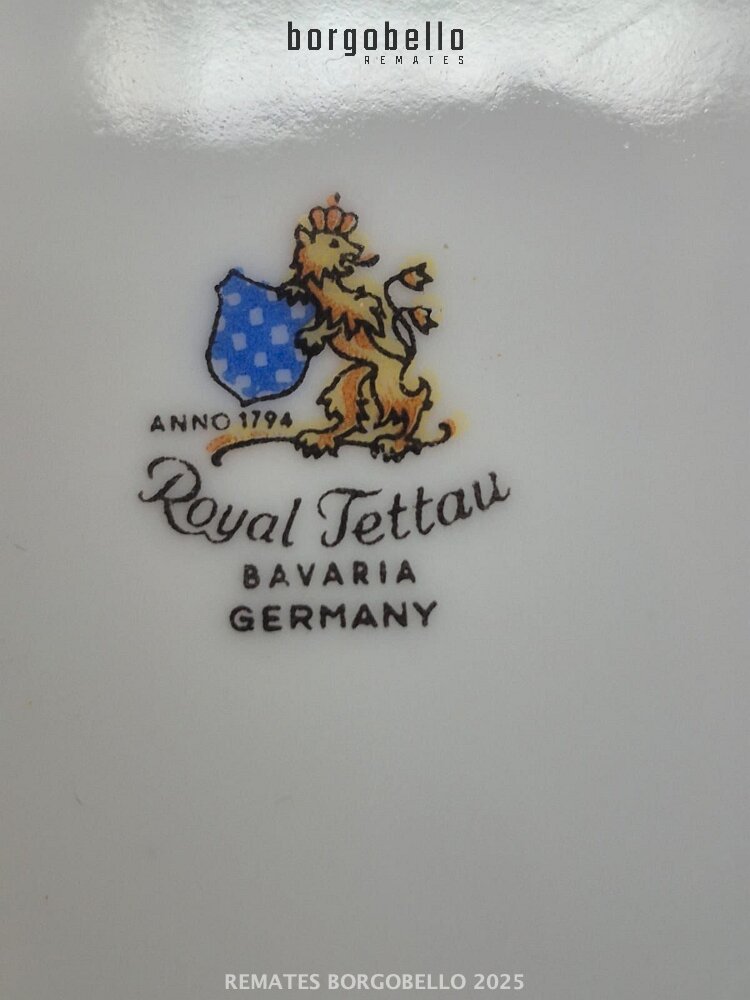 borgobello
REMATES
ANNO 1794
Royal Tettau
BAVARIA
GERMANY
REMATES BORGOBELLO 2025